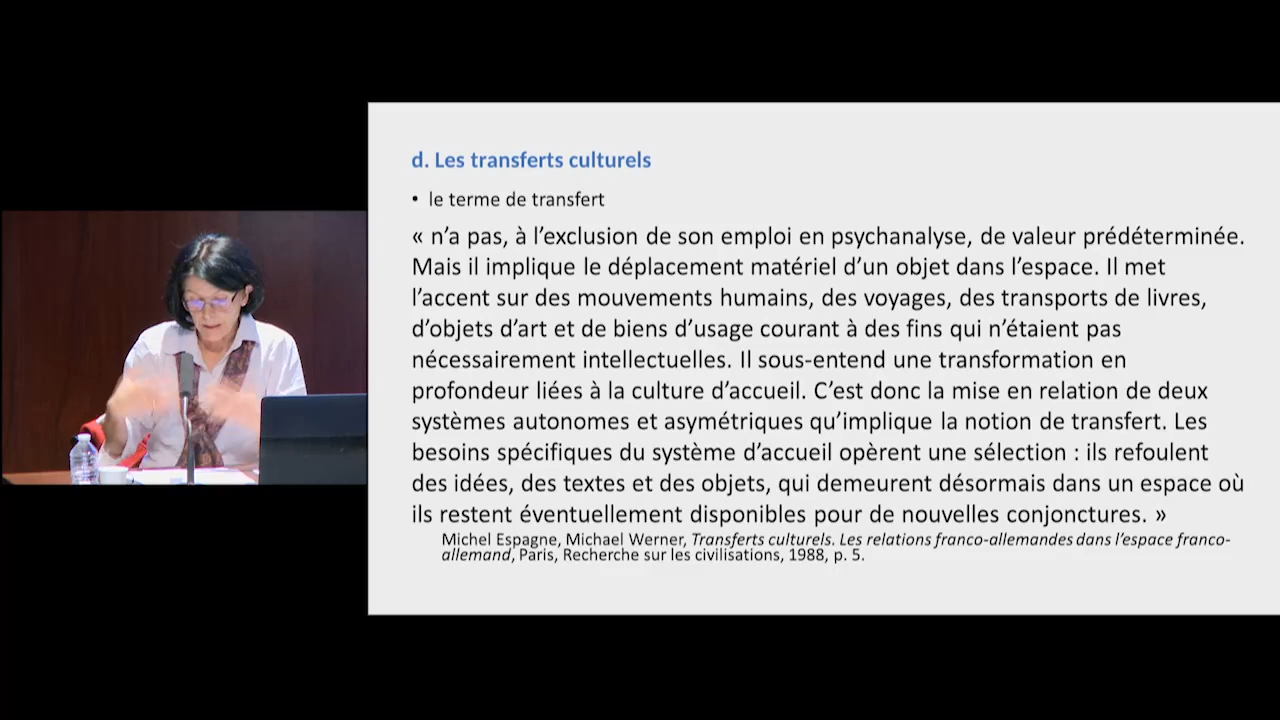 d. Les transferts culturels
• le terme de transfert
« n’a pas, à l’exclusion de son emploi en psychanalyse, de valeur prédéterminée.
Mais il implique le déplacement matériel d’un objet dans l’espace. Il met
l’accent sur des mouvements humains, des voyages, des transports de livres,
d’objets d’art et de biens d’usage courant à des fins qui n’étaient pas
nécessairement intellectuelles. Il sous-entend une transformation en
profondeur liées à la culture d’accueil. C’est donc la mise en relation de deux
systèmes autonomes et asymétriques qu’implique la notion de transfert. Les
besoins spécifiques du système d’accueil opèrent une sélection : ils refoulent
des idées, des textes et des objets, qui demeurent désormais dans un espace où
ils restent éventuellement disponibles pour de nouvelles conjonctures. »
Michel Espagne, Michael Werner, Transferts culturels. Les relations franco-allemandes dans l’espace franco-
allemand, Paris, Recherche sur les civilisations, 1988, p. 5.